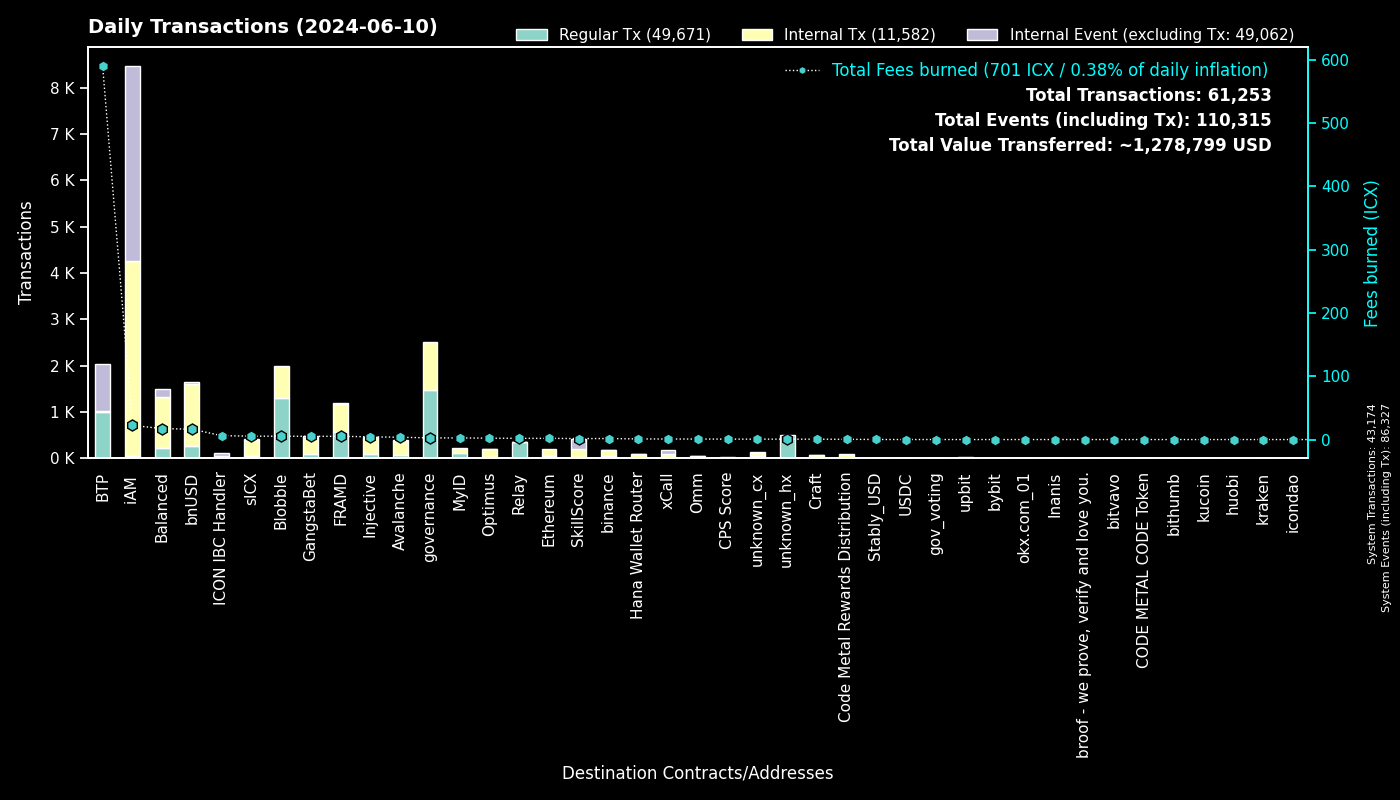 Daily Transactions (2024-06-10)
Regular Tx (49,671)
Internal Tx (11,582)
Internal Event (excluding Tx: 49,062)
Total Fees burned (701 ICX / 0.38% of daily inflation)
Total Transactions: 61,253
Total Events (including Tx): 110,315
Total Value Transferred: ~1,278,799 USD
Transactions
8 K
7 K
6 K
5 K
4 K
3 K
2 K
1 K
0 K
600
500
400
300
200
100
0
Fees burned (ICX)
System Transactions: 43,174
System Events (including Tx): 86,327
BTP
iAM
Balanced
bnUSD
ICON IBC Handler
sICX
Blobble
GangstaBet
FRAMD
Injective
Avalanche
governance
MyID
Optimus
Relay
Ethereum
SkillScore
binance
Hana Wallet Router
xCall
Omm
CPS Score
unknown_cx
unknown_hx
Craft
Code Metal Rewards Distribution
Stably_USD
USDC
gov_voting
upbit
bybit
okx.com_01
Inanis
broof - we prove, verify and love you.
bitvavo
CODE METAL CODE Token
bithumb
kucoin
huobi
kraken
icondao
Destination Contracts/Addresses